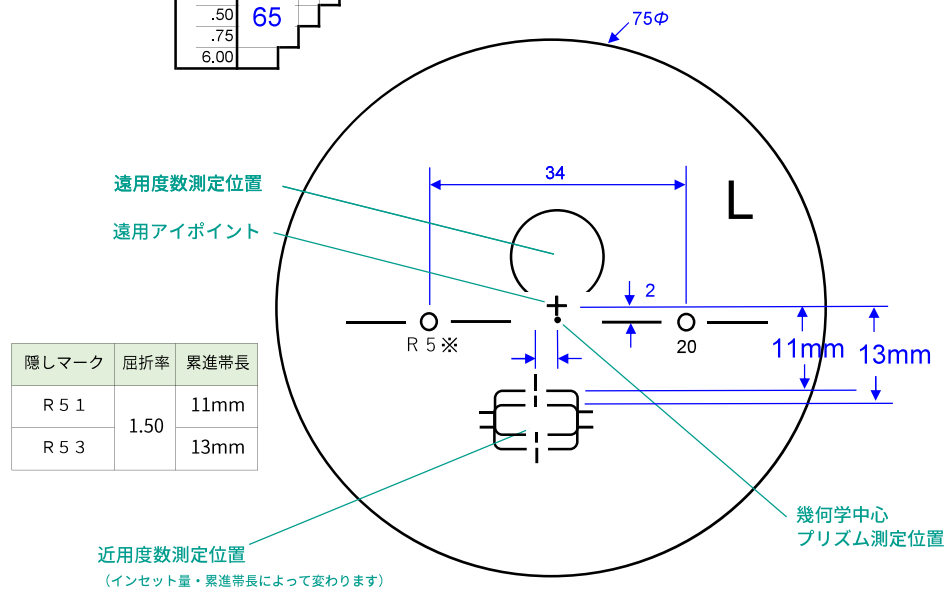 .50
65
.75
6.00
75Φ
34
L
遠用度数測定位置
遠用アイポイント
2
R 5※
20
11mm
13mm
隠しマーク 屈折率 累進帯長
R51 1.50 11mm
R53 13mm
幾何学中心
プリズム測定位置
近用度数測定位置
（インセット量・累進帯長によって変わります）